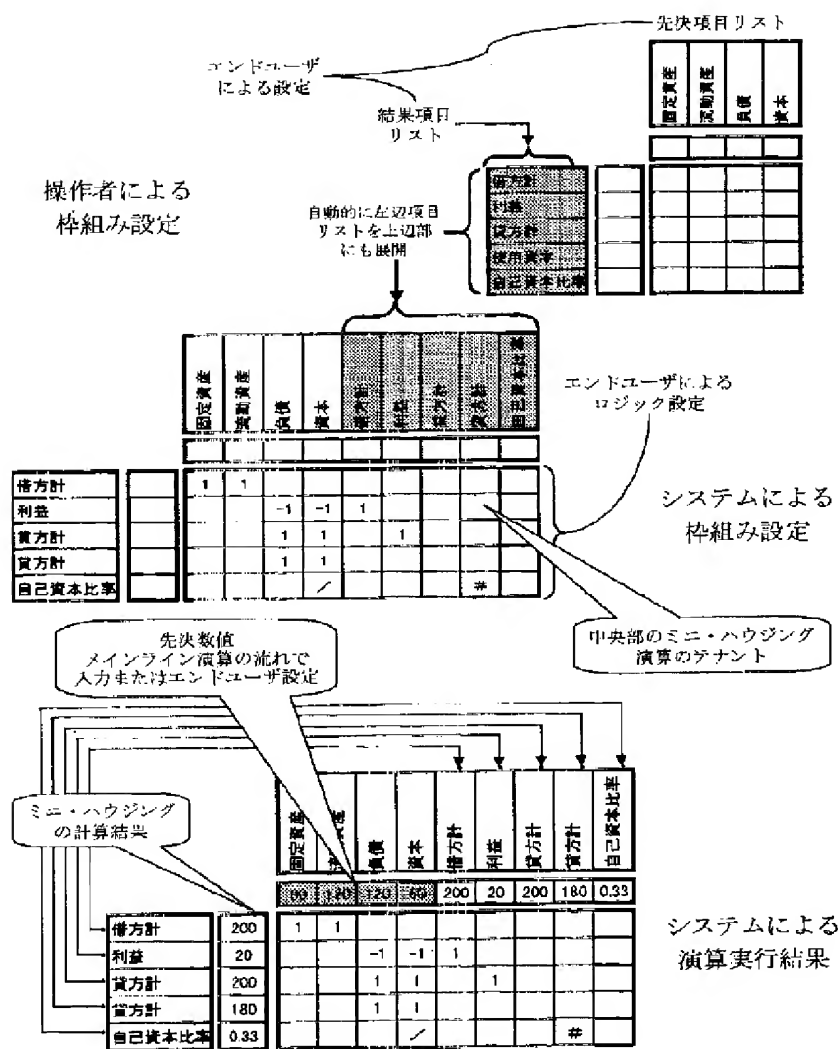 先決項目リスト
エンドユーザ
による設定
結果項目
リスト
固定資産
流動資産
負債
資本
操作者による
枠組み設定
自動的に左辺項目
リストを上辺部
にも展開
借方計
利益
貸方計
使用資本
自己資本比率
固定資産
流動資産
負債
資本
借方計
利益
貸方計
貸方計
自己資本比率
エンドユーザによる
ロジック設定
借方計 1 1
利益 -1 -1 1
貸方計 1 1 1
貸方計 1 1
自己資本比率 / #
システムによる
枠組み設定
中央部のミニ・ハウジング
演算のテナント
先決数値
メインライン演算の流れで
入力またはエンドユーザ設定
ミニ・ハウジング
の計算結果
固定資産
資産
負債
資本
借方計
利益
貸方計
貸方計
自己資本比率
120 120 60 200 20 200 180 0.33
借方計 200 1 1
利益 20 -1 -1 1
貸方計 200 1 1 1
貸方計 180 1 1
自己資本比率 0.33 / #
システムによる
演算実行結果